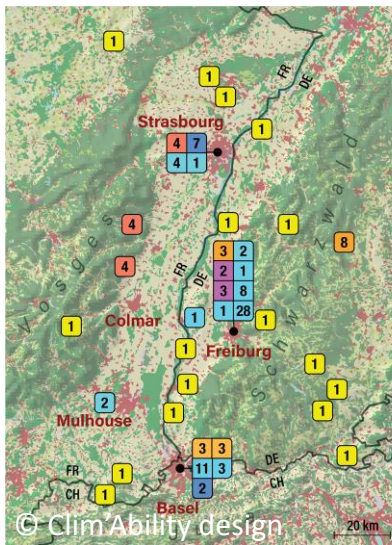 1
1
1
FR
DE
1
Strasbourg
4 7
4 1
Schwarzwald
Vosges
4
1
1
8
4
FR
DE
3 2
2 1
3 8
1 28
Colmar
1
1
1
Freiburg
1
1
1
2
1
1
1
Mulhouse
3 3
11 3
2
1
DE
CH
FR
CH
1
1
Basel
© Clim'Ability design
20 km